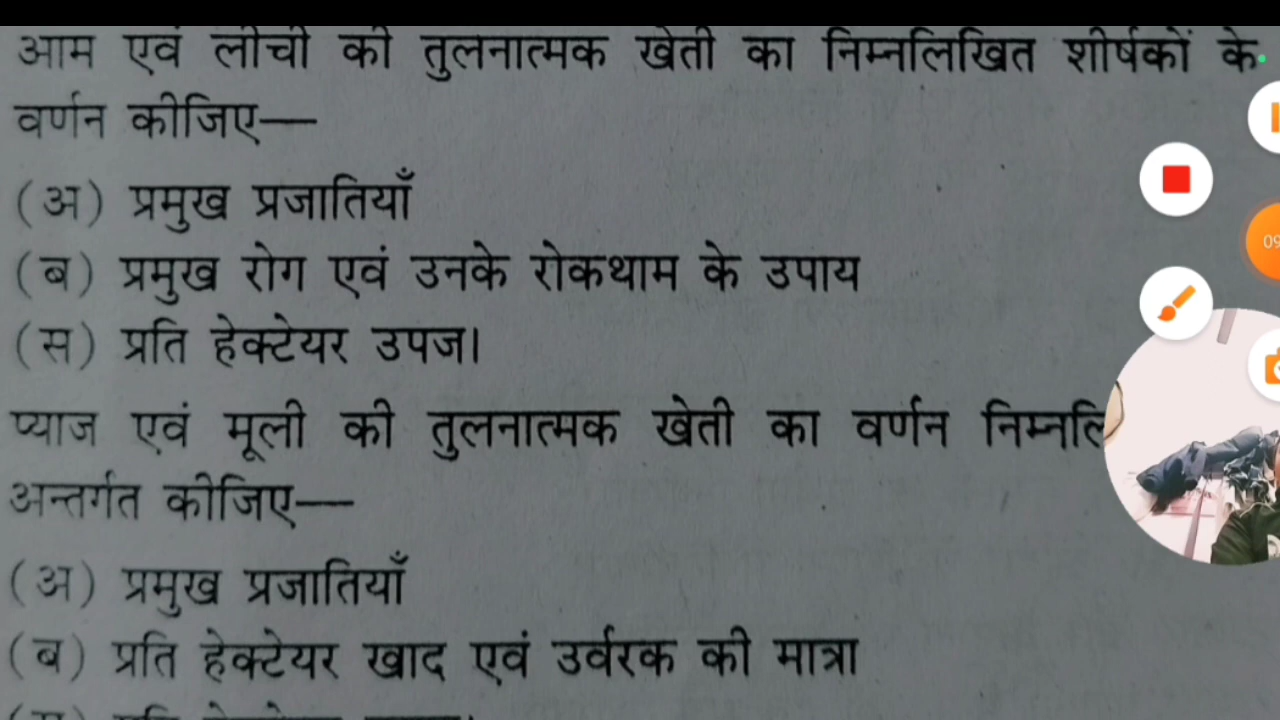 आम एवं लीची की तुलनात्मक खेती का निम्नलिखित शीर्षकों के
वर्णन कीजिए—
(अ) प्रमुख प्रजातियाँ
(ब) प्रमुख रोग एवं उनके रोकथाम के उपाय
(स) प्रति हेक्टेयर उपज।
प्याज एवं मूली की तुलनात्मक खेती का वर्णन
अन्तर्गत कीजिए—
(अ) प्रमुख प्रजातियाँ
(ब) प्रति हेक्टेयर खाद एवं उर्वरक की मात्रा